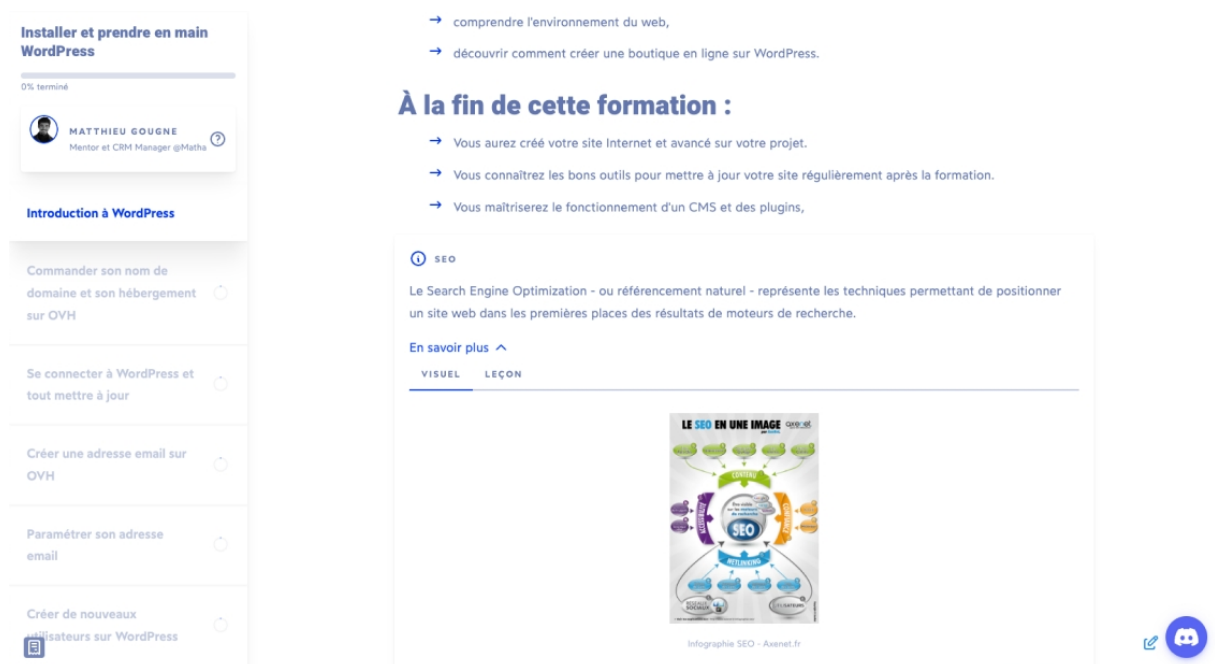 Installer et prendre en main
WordPress
0% terminé
MATTHIEU GOUGNE
Mentor et CRM Manager @Matha
Introduction à WordPress
Commander son nom de
domaine et son hébergement
sur OVH
Se connecter à WordPress et
tout mettre à jour
Créer une adresse email sur
OVH
Paramétrer son adresse
email
Créer de nouveaux
utilisateurs sur WordPress
comprendre l'environnement du web,
découvrir comment créer une boutique en ligne sur WordPress.
À la fin de cette formation :
Vous aurez créé votre site Internet et avancé sur votre projet.
Vous connaîtrez les bons outils pour mettre à jour votre site régulièrement après la formation.
Vous maîtriserez le fonctionnement d'un CMS et des plugins,
SEO
Le Search Engine Optimization - ou référencement naturel - représente les techniques permettant de positionner
un site web dans les premières places des résultats de moteurs de recherche.
En savoir plus
VISUEL LEÇON
LE SEO EN UNE IMAGE
CONTENU
SEO
NETLINKING
RESEAUX
SOCIAUX
Infographie SEO - Axenet.fr